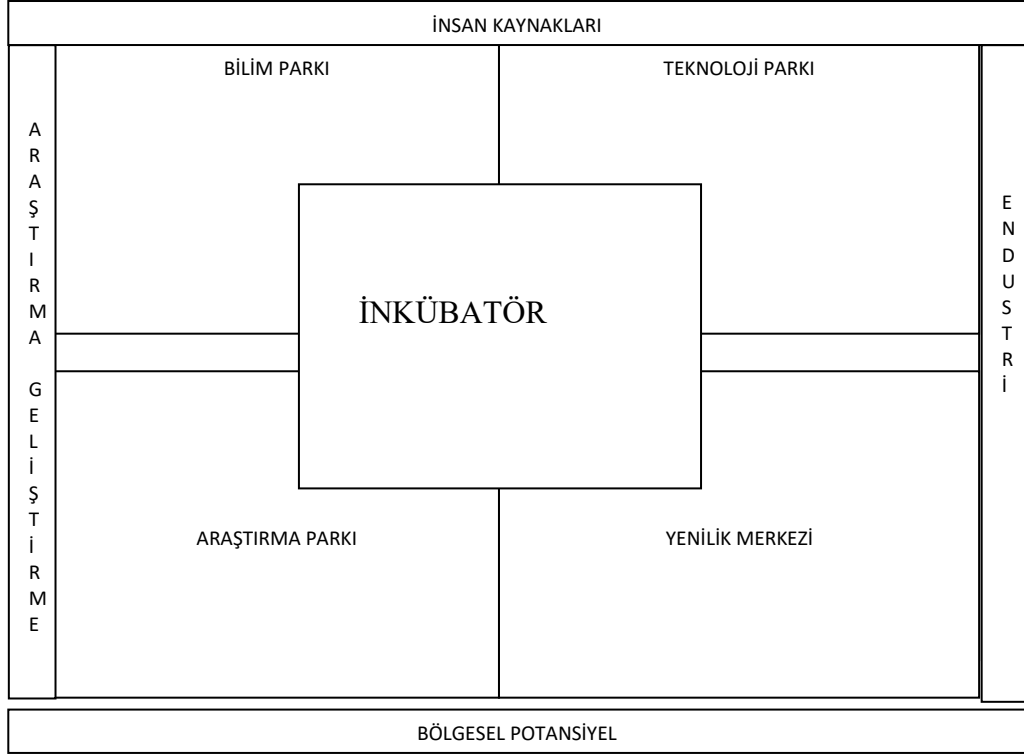 İNSAN KAYNAKLARI
BİLİM PARKI
TEKNOLOJİ PARKI
ARAŞTIRMA GELİŞTİRME
ENDUSTRİ
İNKÜBATÖR
ARAŞTIRMA PARKI
YENİLİK MERKEZİ
BÖLGESEL POTANSİYEL